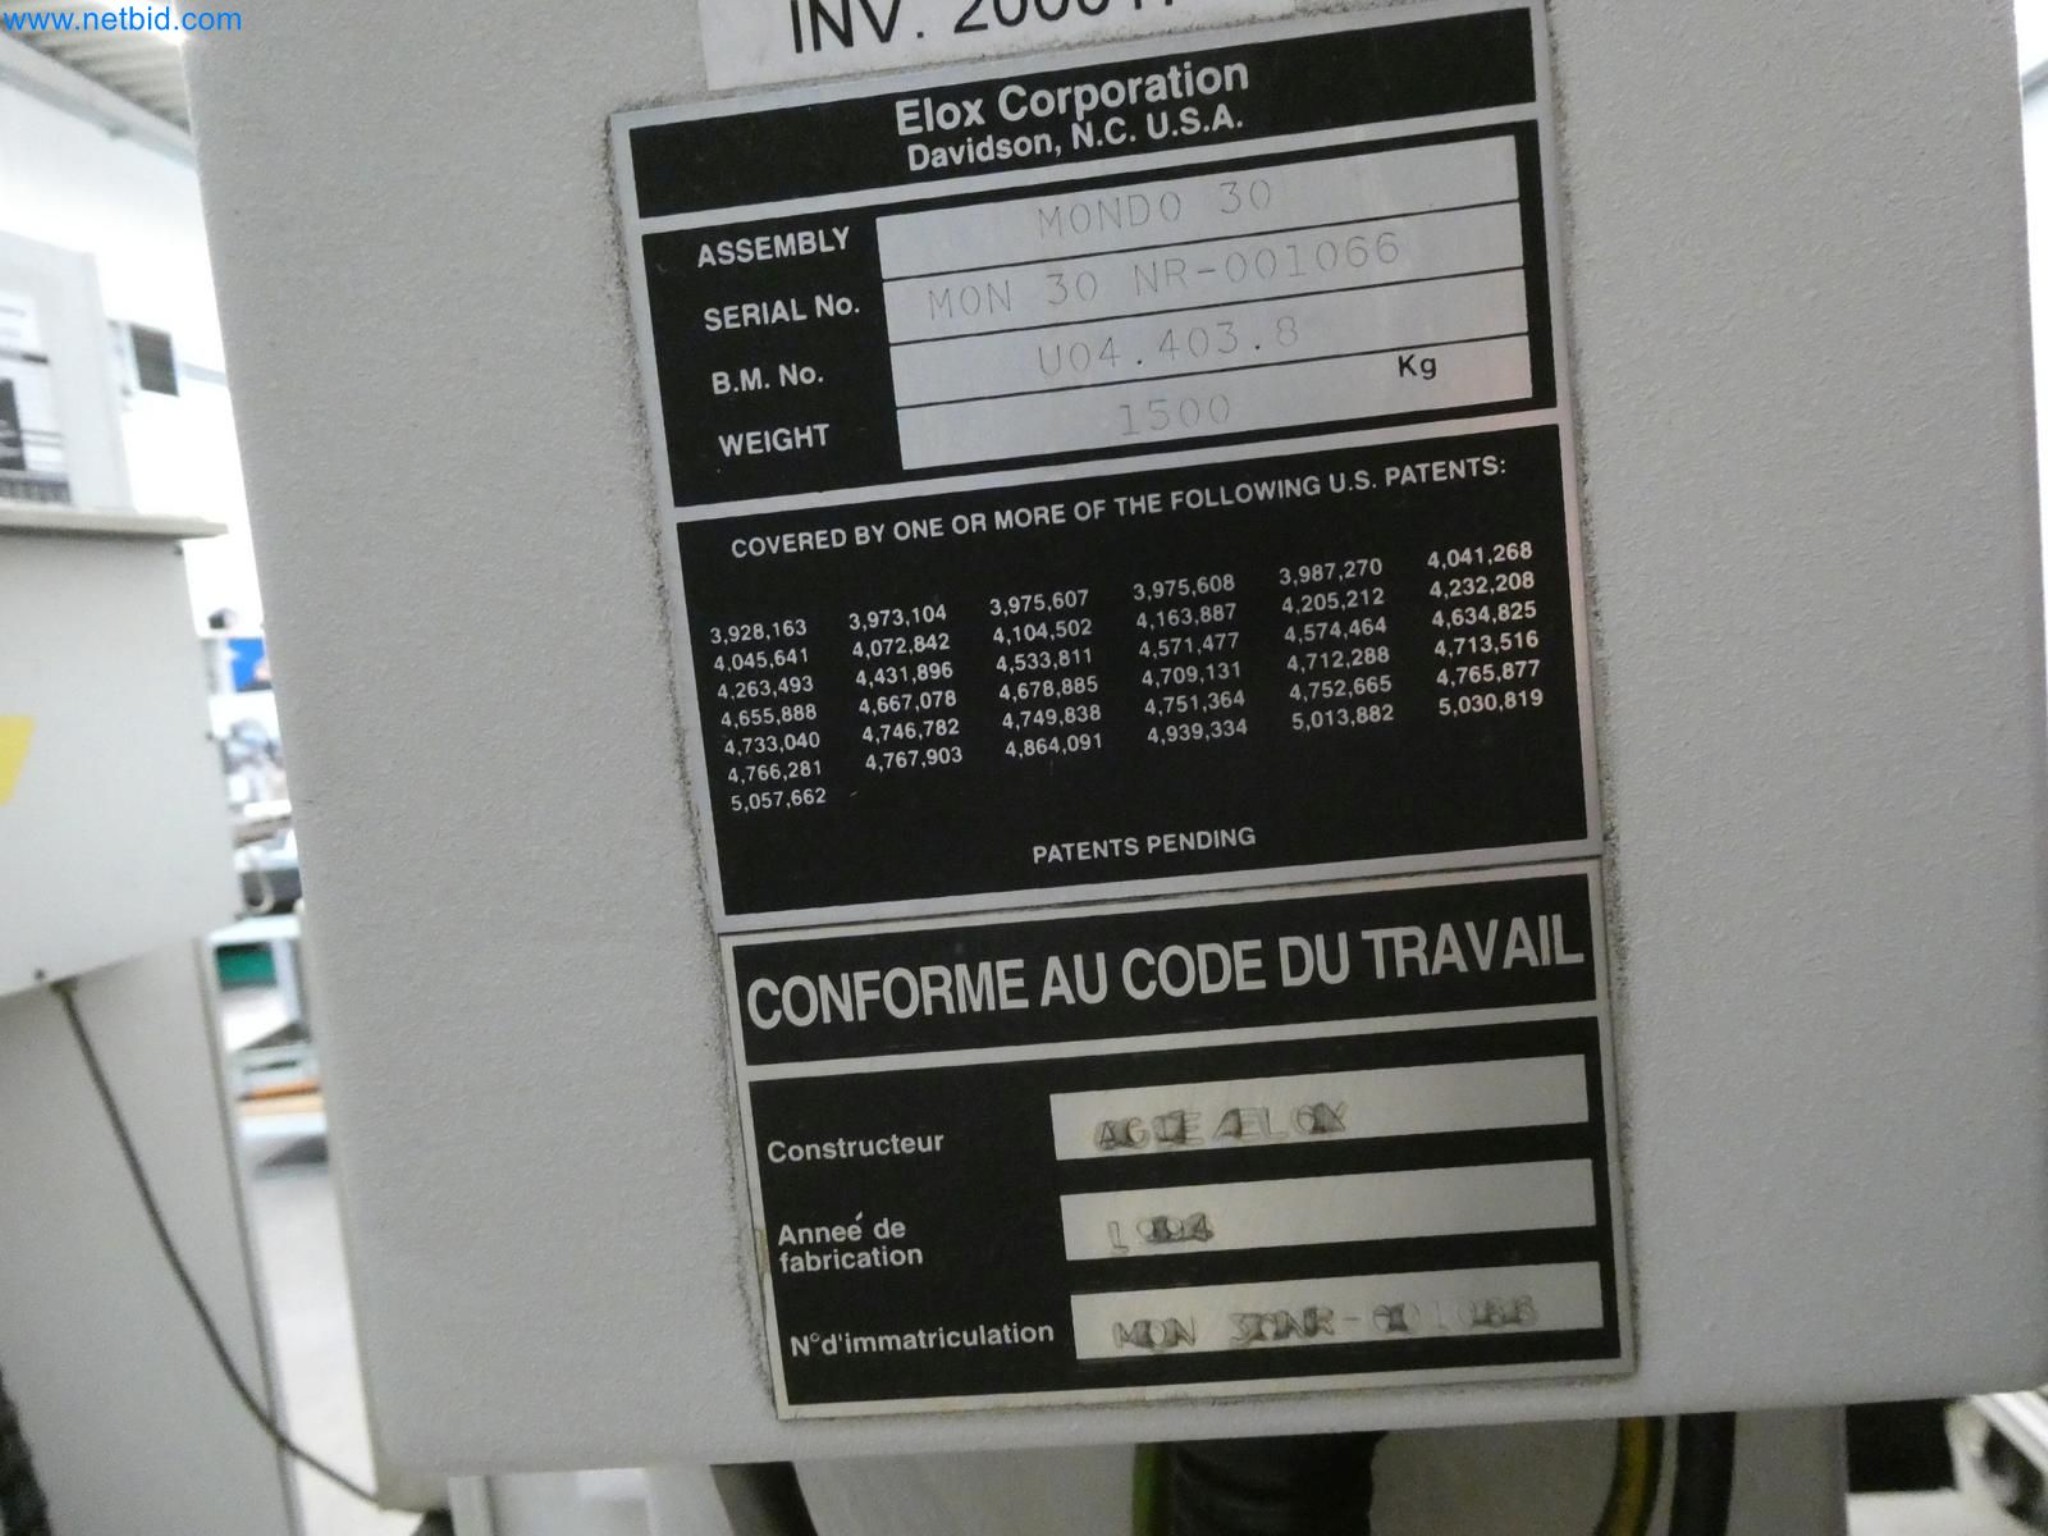 www.netbid.com
INV.
Elox Corporation
Davidson, N.C. U.S.A.
ASSEMBLY MONDO 30
SERIAL No. MON 30 NR-001066
B.M. No. U04.403.8
WEIGHT 1500 Kg
COVERED BY ONE OR MORE OF THE FOLLOWING U.S. PATENTS:
3,928,163 3,973,104 3,975,607 3,975,608 3,987,270 4,041,268
4,045,641 4,072,842 4,104,502 4,163,887 4,205,212 4,232,208
4,263,493 4,431,896 4,533,811 4,571,477 4,574,464 4,634,825
4,655,888 4,667,078 4,678,885 4,709,131 4,712,288 4,713,516
4,733,040 4,746,782 4,749,838 4,751,364 4,752,665 4,765,877
4,766,281 4,767,903 4,864,091 4,939,334 5,013,882 5,030,819
5,057,662
PATENTS PENDING
CONFORME AU CODE DU TRAVAIL
Constructeur AGIE/ELOX
Anneé de
fabrication 1994
N°d'immatriculation MON 30NR-001066